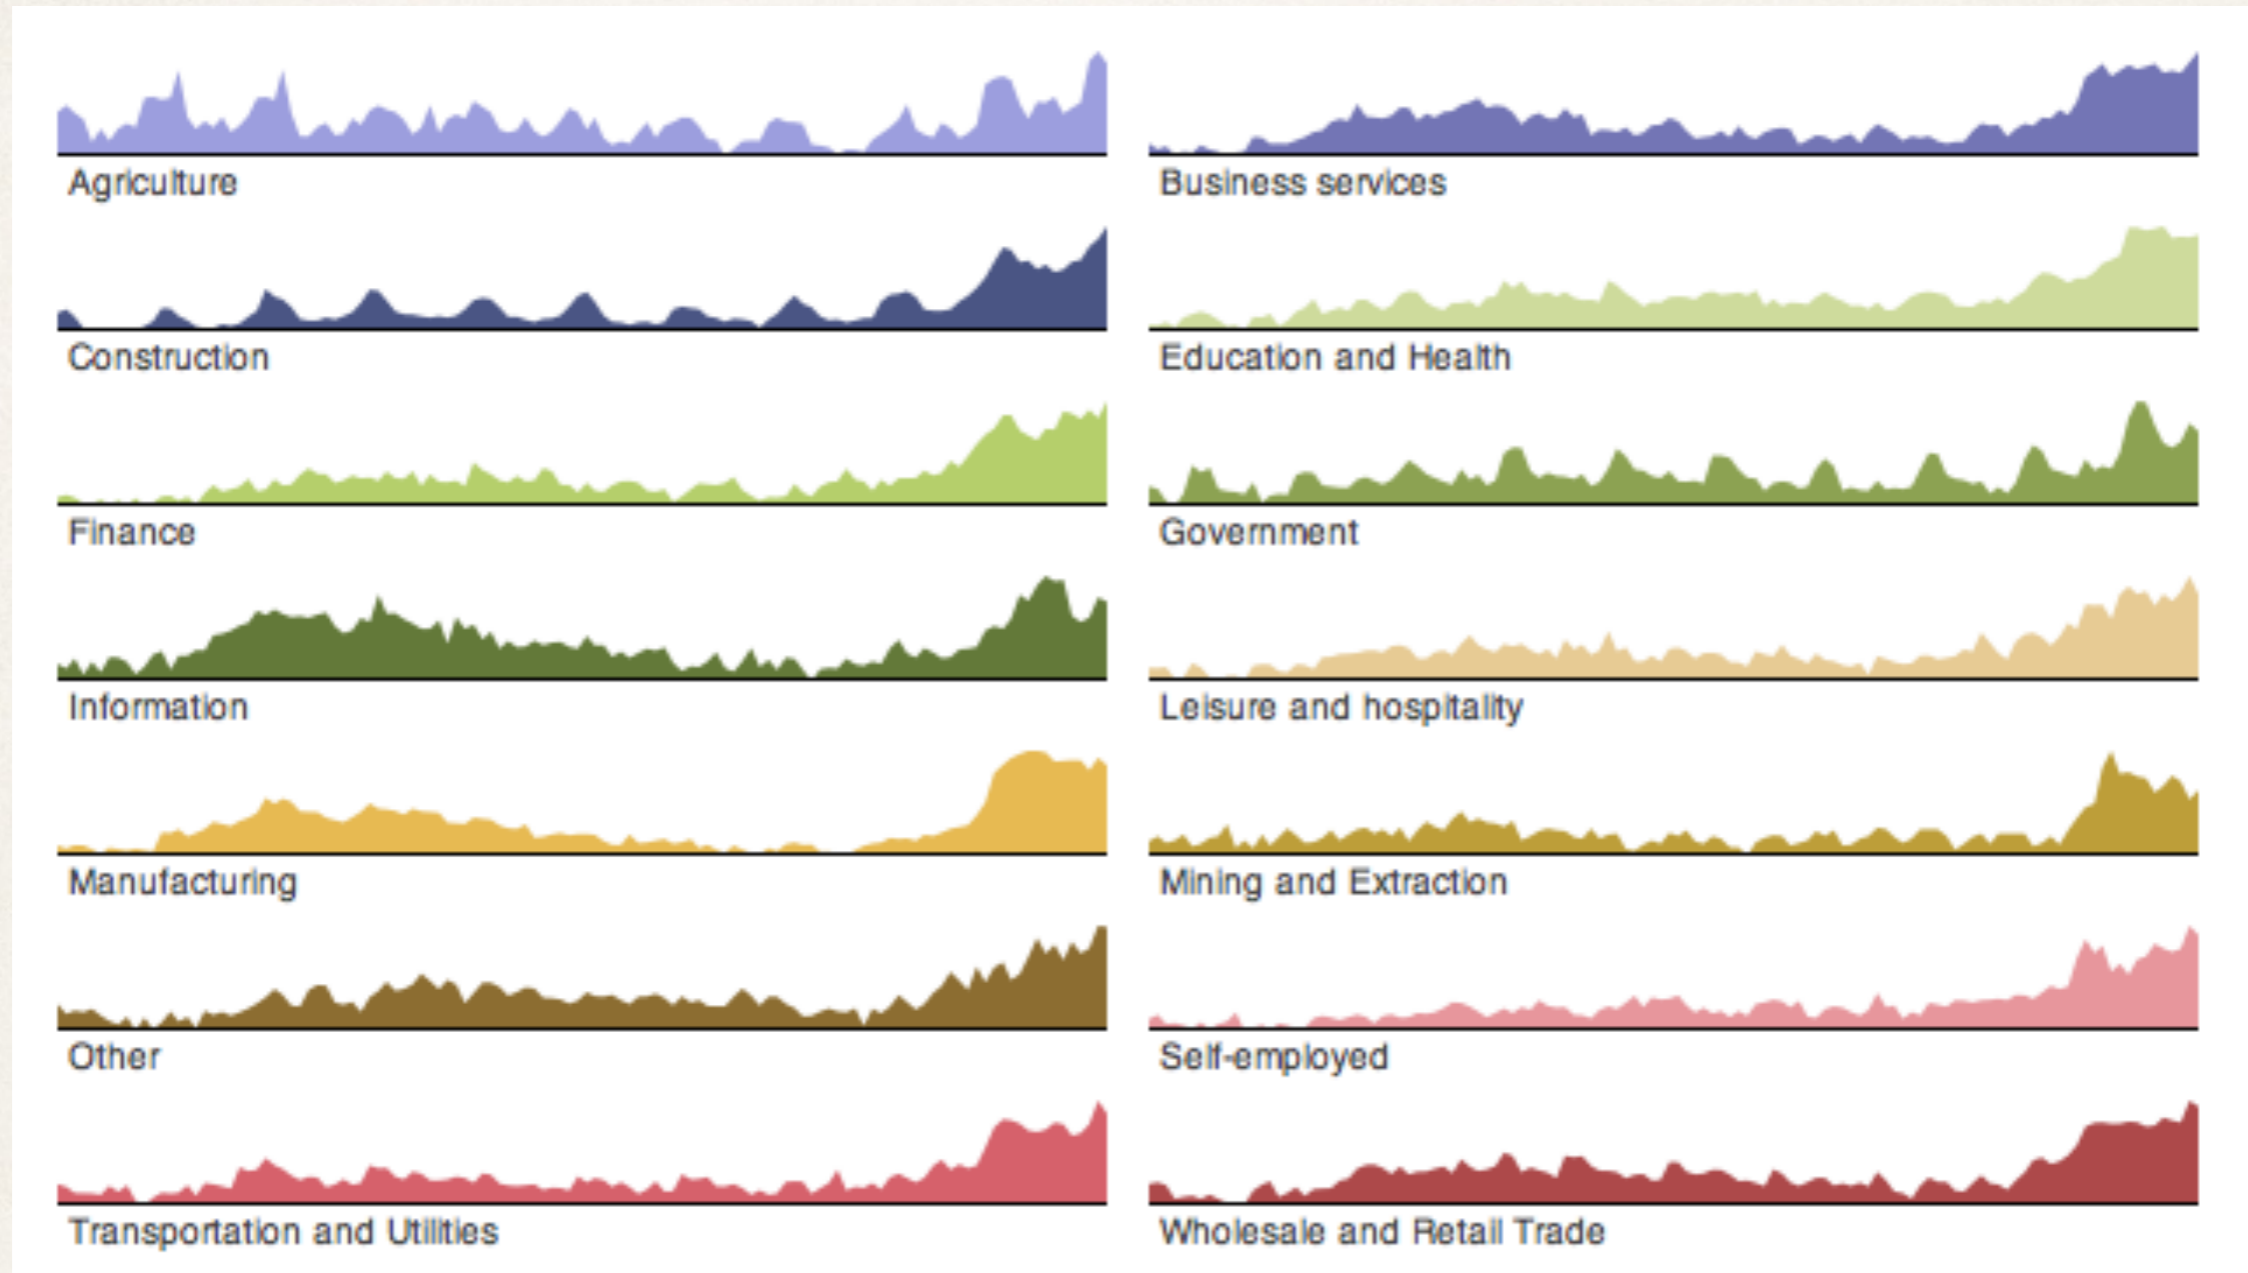 Agriculture
Business services
Construction
Education and Health
Finance
Government
Information
Leisure and hospitality
Manufacturing
Mining and Extraction
Other
Self-employed
Transportation and Utilities
Wholesale and Retail Trade